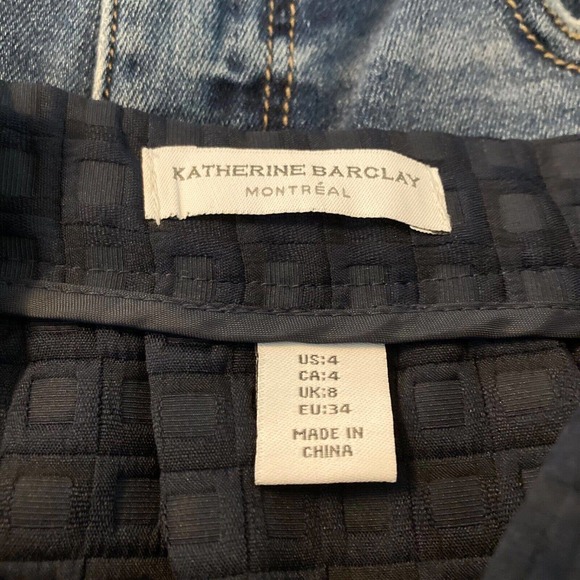 KATHERINE BARCLAY
MONTRÉAL
US:4
CA:4
UK:8
EU:34
MADE IN
CHINA